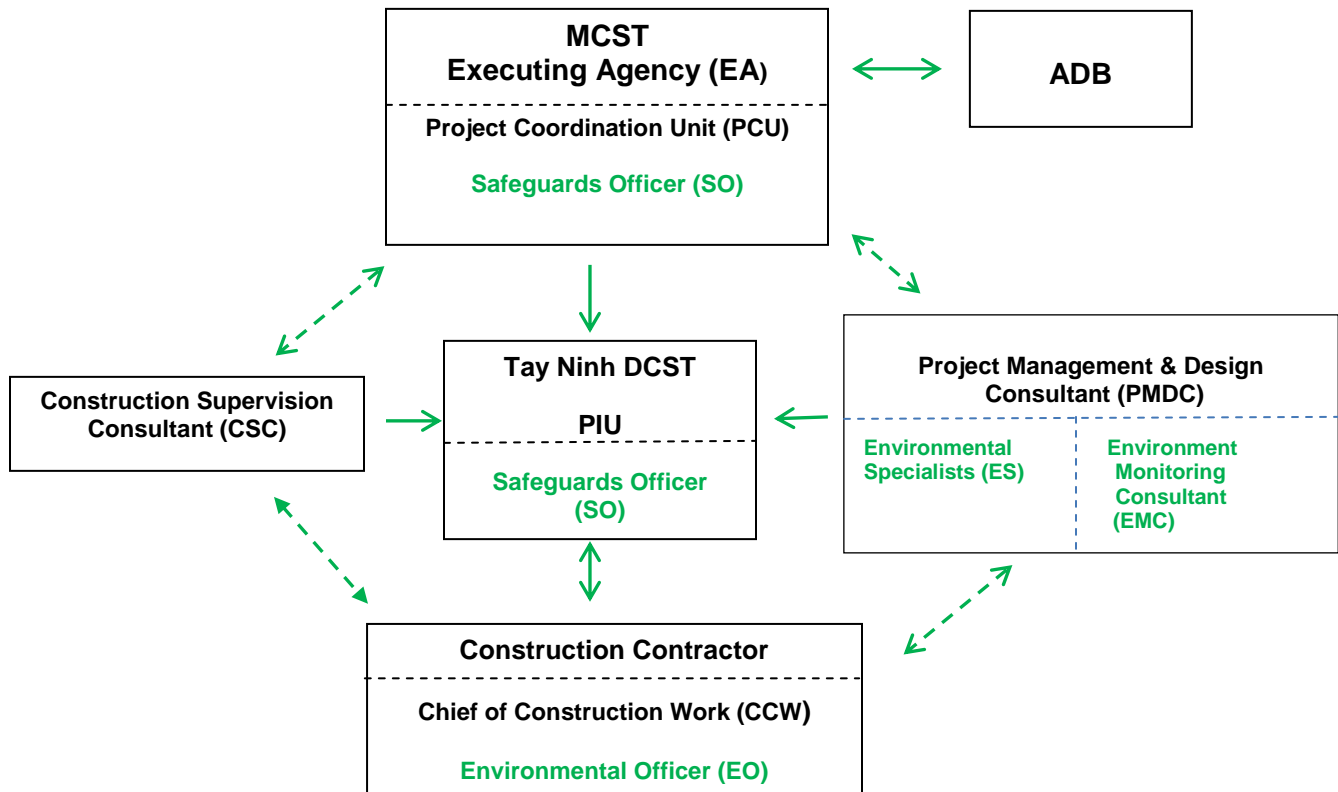 MCST
Executing Agency (EA)
Project Coordination Unit (PCU)
Safeguards Officer (SO)
ADB
Tay Ninh DCST
PIU
Safeguards Officer
(SO)
Construction Supervision
Consultant (CSC)
Project Management & Design
Consultant (PMDC)
Environmental
Specialists (ES)
Environment
Monitoring
Consultant
(EMC)
Construction Contractor
Chief of Construction Work (CCW)
Environmental Officer (EO)